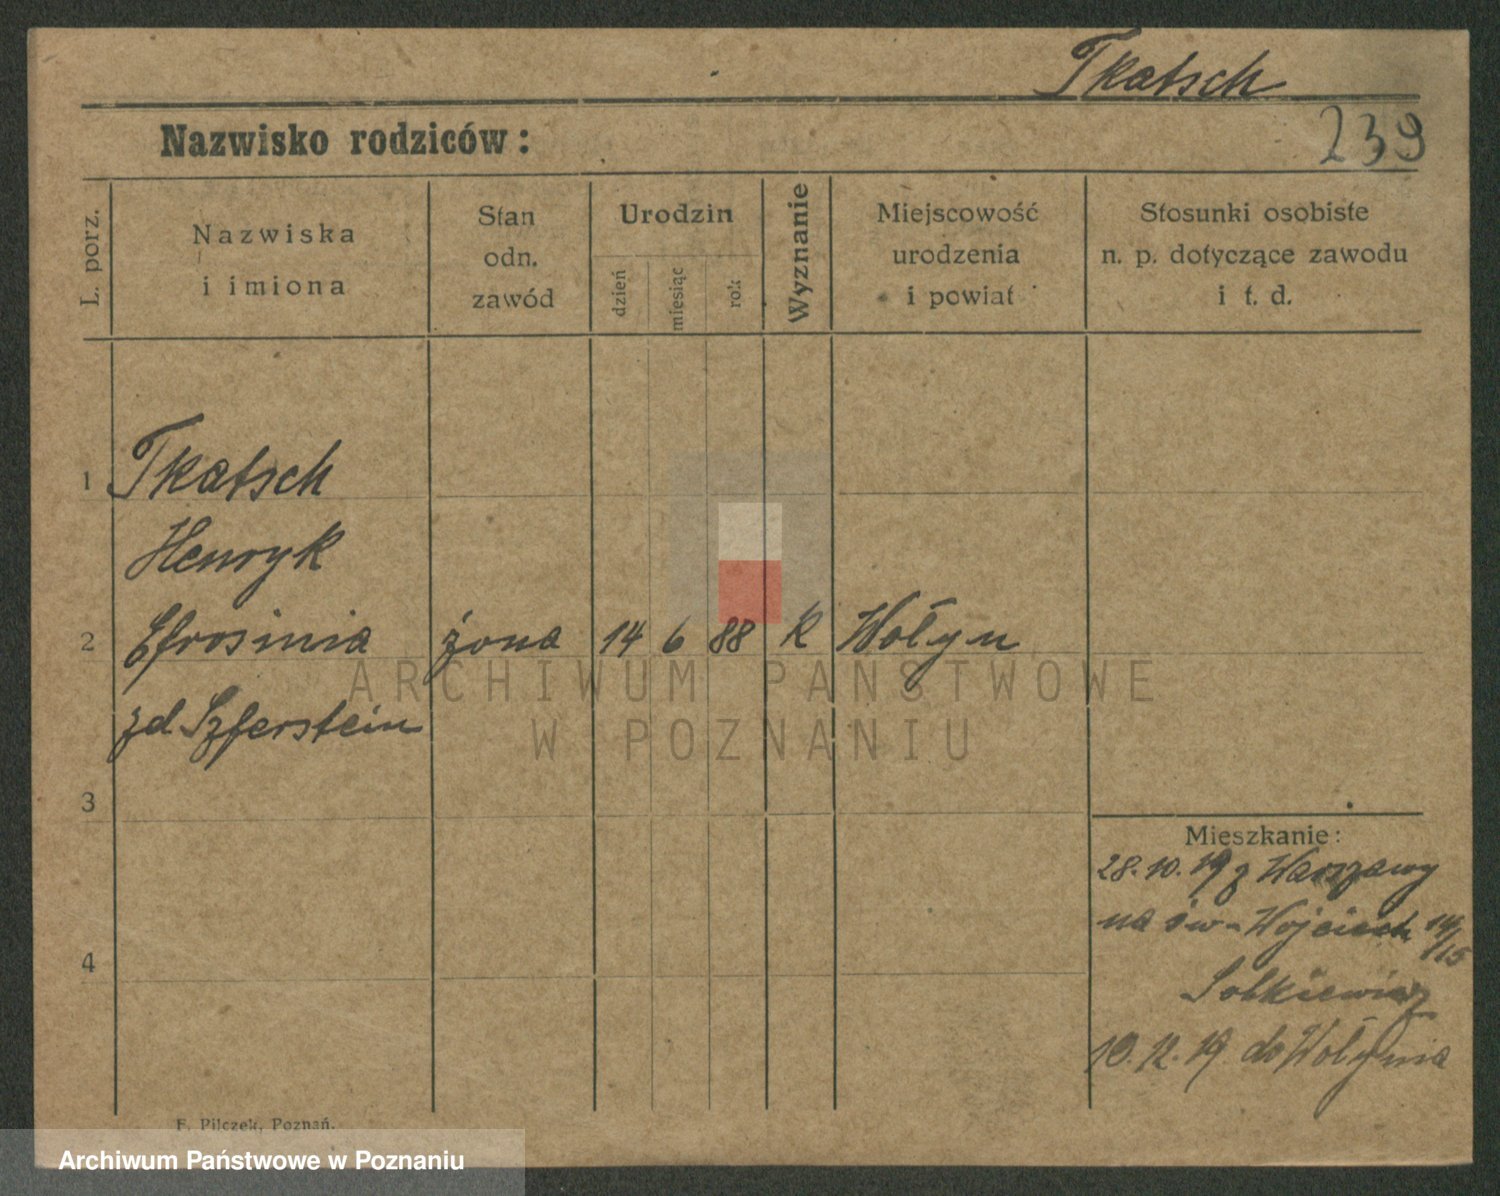 Tkatsch
239
Nazwisko rodziców:
L. porz.
Nazwiska
i imiona
Stan
odn.
zawód
Urodzin
dzień
miesiąc
rok
Wyznanie
Miejscowość
urodzenia
i powiat
Stosunki osobiste
n. p. dotyczące zawodu
i t. d.
1 Tkatsch
Henryk
2 Efrosinia żona 14 6 88 k Wołyn
zd Szferstein
ARCHIWUM PAŃSTWOWE
W POZNANIU
3
Mieszkanie:
28.10.19 z Warszawy
na św-Wojciech 14/15
4
Sobkiewicz
12.19 do Wołynia
F. Pilczek, Poznań.
Archiwum Państwowe w Poznaniu